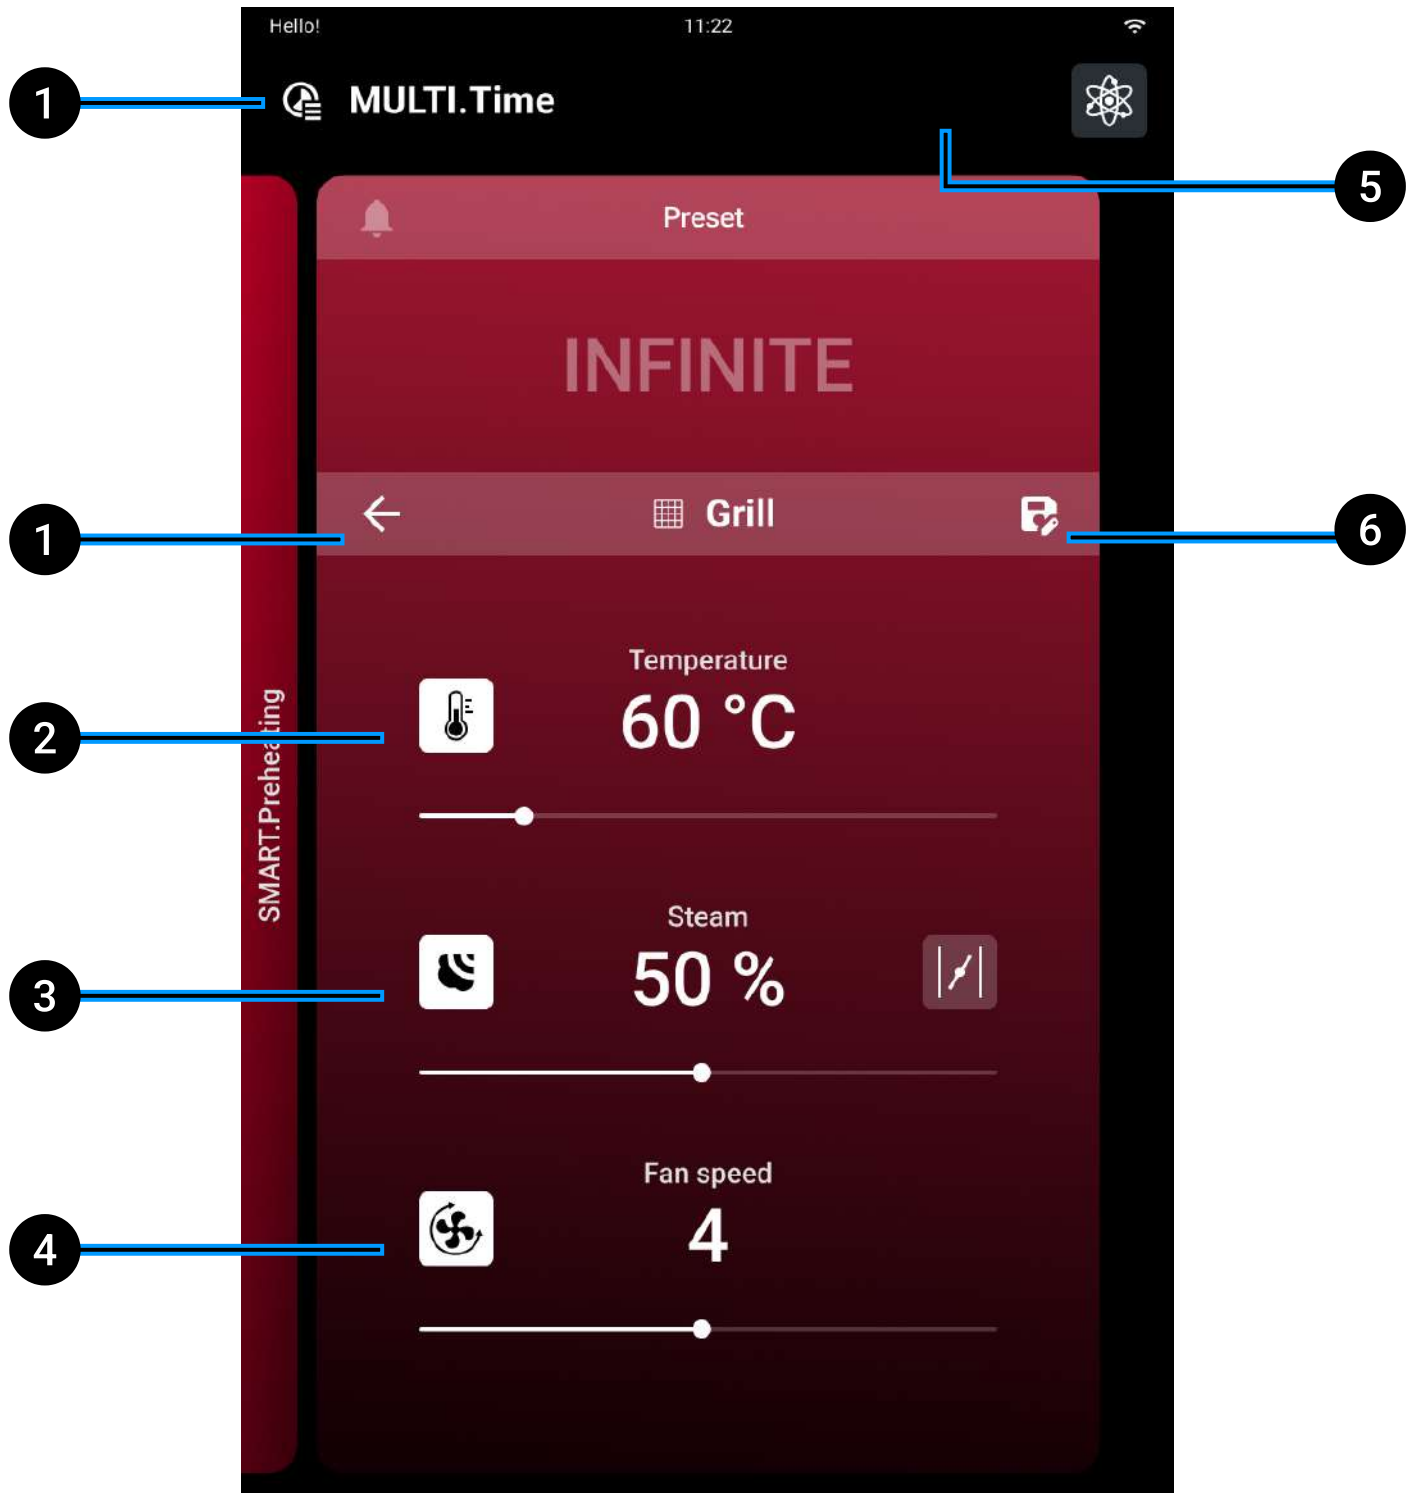 Hello! 11:22
1 MULTI.Time
5
Preset
INFINITE
1 Grill 6
Temperature
2 60 °C
SMART.Preheating
Steam
3 50 %
Fan speed
4 4